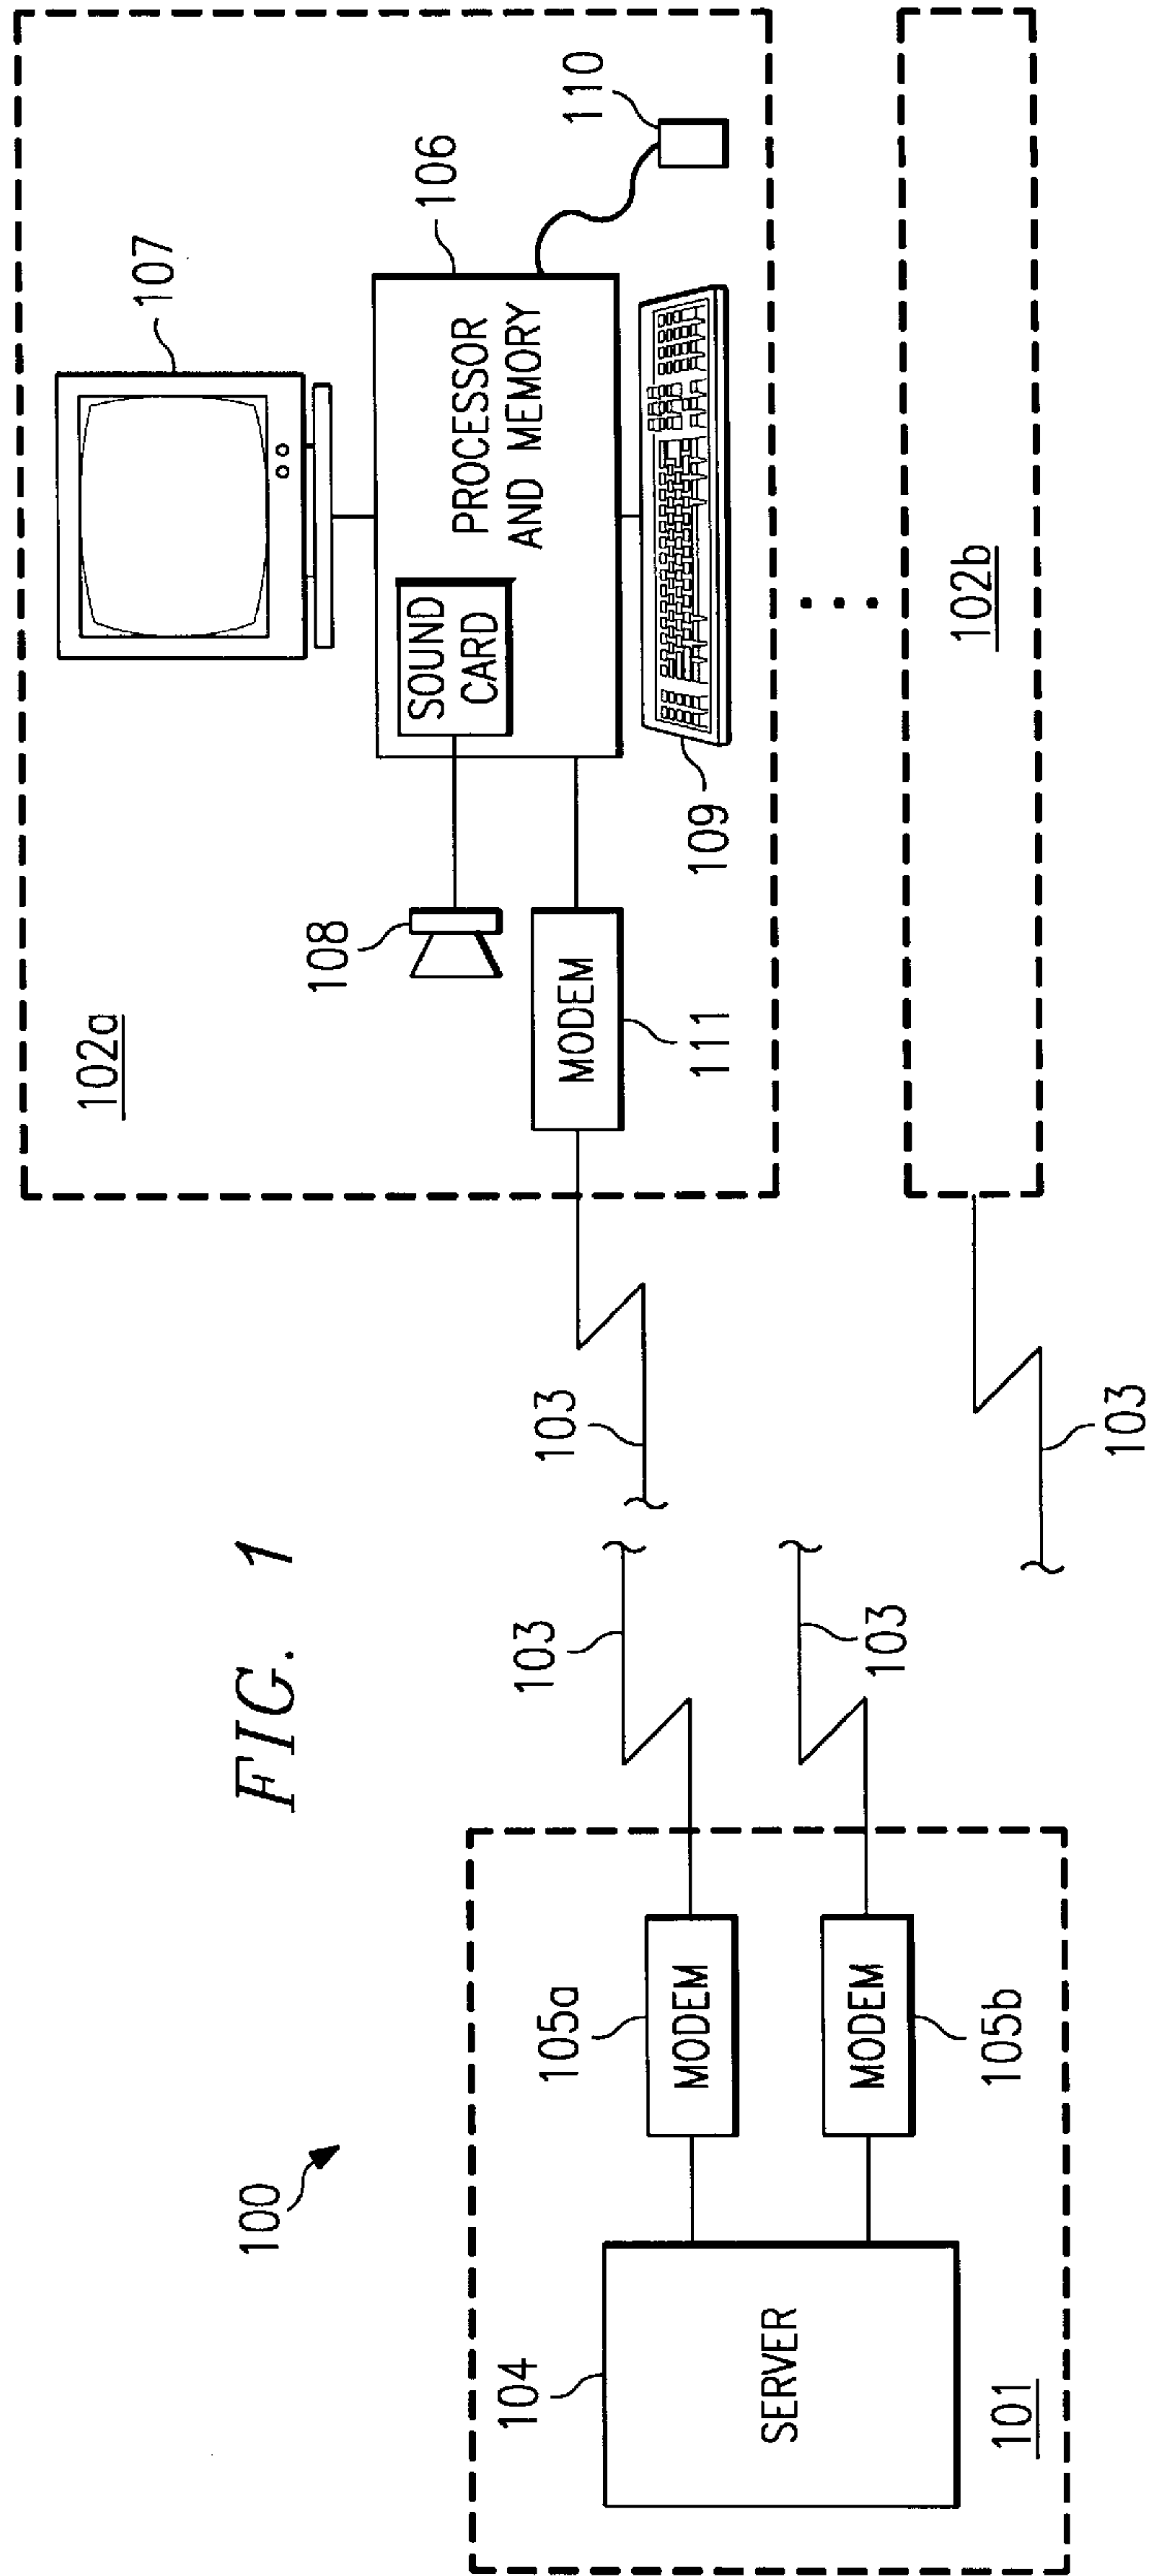 FIG. 1
100
101
SERVER
104
MODEM
105a
MODEM
105b
103
103
103
103
102a
107
PROCESSOR
AND MEMORY
106
SOUND
CARD
108
MODEM
111
109
110
102b